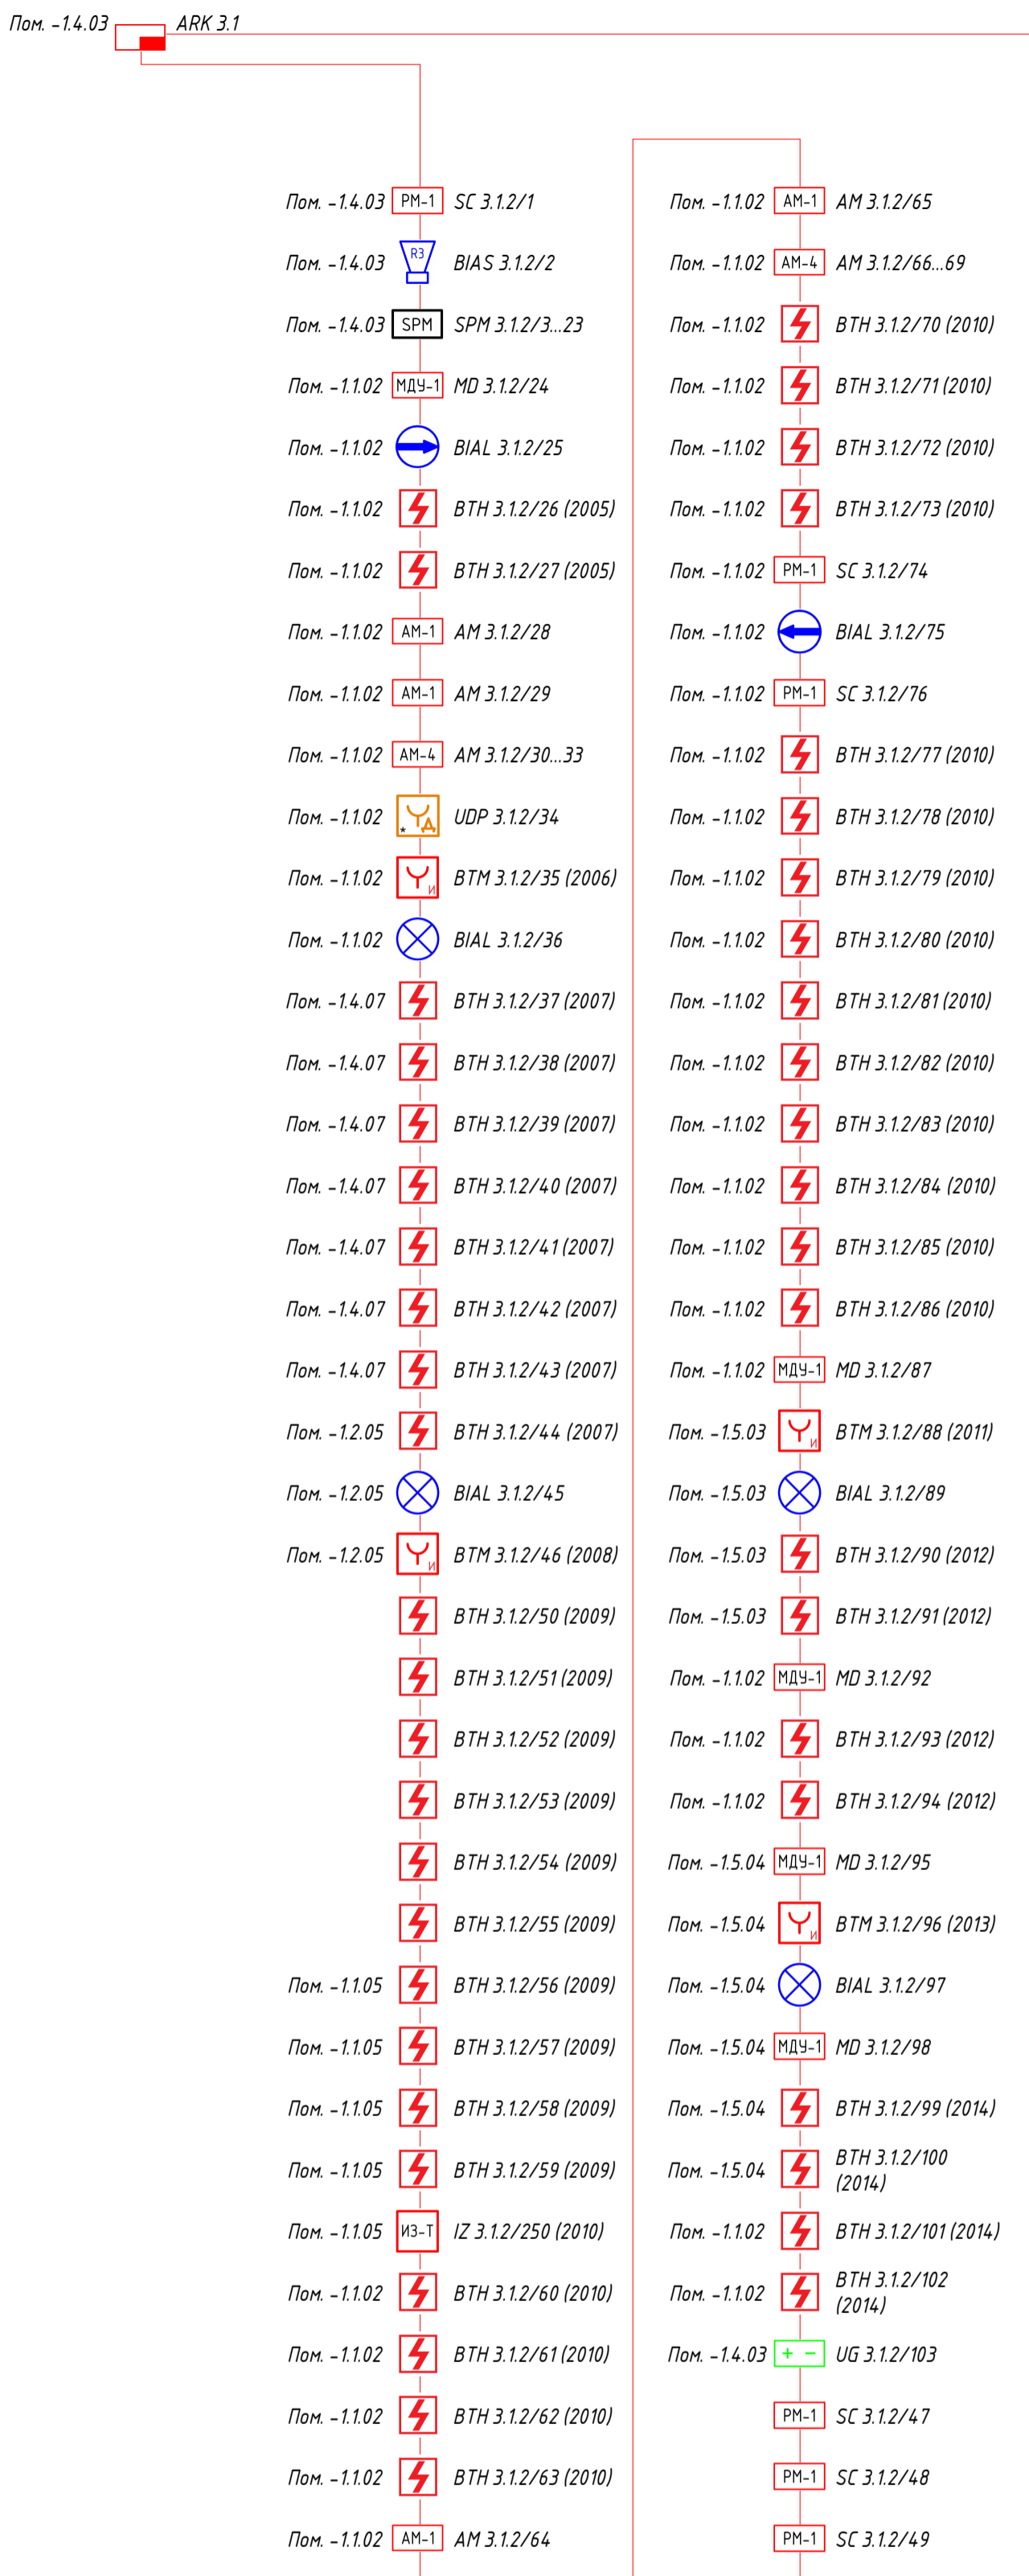 Пом. -1.4.03 ARK 3.1
Пом. -1.4.03 РМ-1 SC 3.1.2/1
Пом. -1.4.03 R3 BIAS 3.1.2/2
Пом. -1.4.03 SPM SPM 3.1.2/3...23
Пом. -1.1.02 МДУ-1 MD 3.1.2/24
Пом. -1.1.02 BIAL 3.1.2/25
Пом. -1.1.02 BTH 3.1.2/26 (2005)
Пом. -1.1.02 BTH 3.1.2/27 (2005)
Пом. -1.1.02 АМ-1 AM 3.1.2/28
Пом. -1.1.02 АМ-1 AM 3.1.2/29
Пом. -1.1.02 АМ-4 AM 3.1.2/30...33
Пом. -1.1.02 * Д UDP 3.1.2/34
Пом. -1.1.02 И BTM 3.1.2/35 (2006)
Пом. -1.1.02 BIAL 3.1.2/36
Пом. -1.4.07 BTH 3.1.2/37 (2007)
Пом. -1.4.07 BTH 3.1.2/38 (2007)
Пом. -1.4.07 BTH 3.1.2/39 (2007)
Пом. -1.4.07 BTH 3.1.2/40 (2007)
Пом. -1.4.07 BTH 3.1.2/41 (2007)
Пом. -1.4.07 BTH 3.1.2/42 (2007)
Пом. -1.4.07 BTH 3.1.2/43 (2007)
Пом. -1.2.05 BTH 3.1.2/44 (2007)
Пом. -1.2.05 BIAL 3.1.2/45
Пом. -1.2.05 И BTM 3.1.2/46 (2008)
BTH 3.1.2/50 (2009)
BTH 3.1.2/51 (2009)
BTH 3.1.2/52 (2009)
BTH 3.1.2/53 (2009)
BTH 3.1.2/54 (2009)
BTH 3.1.2/55 (2009)
Пом. -1.1.05 BTH 3.1.2/56 (2009)
Пом. -1.1.05 BTH 3.1.2/57 (2009)
Пом. -1.1.05 BTH 3.1.2/58 (2009)
Пом. -1.1.05 BTH 3.1.2/59 (2009)
Пом. -1.1.05 ИЗ-Т IZ 3.1.2/250 (2010)
Пом. -1.1.02 BTH 3.1.2/60 (2010)
Пом. -1.1.02 BTH 3.1.2/61 (2010)
Пом. -1.1.02 BTH 3.1.2/62 (2010)
Пом. -1.1.02 BTH 3.1.2/63 (2010)
Пом. -1.1.02 АМ-1 AM 3.1.2/64
Пом. -1.1.02 АМ-1 AM 3.1.2/65
Пом. -1.1.02 АМ-4 AM 3.1.2/66...69
Пом. -1.1.02 BTH 3.1.2/70 (2010)
Пом. -1.1.02 BTH 3.1.2/71 (2010)
Пом. -1.1.02 BTH 3.1.2/72 (2010)
Пом. -1.1.02 BTH 3.1.2/73 (2010)
Пом. -1.1.02 РМ-1 SC 3.1.2/74
Пом. -1.1.02 BIAL 3.1.2/75
Пом. -1.1.02 РМ-1 SC 3.1.2/76
Пом. -1.1.02 BTH 3.1.2/77 (2010)
Пом. -1.1.02 BTH 3.1.2/78 (2010)
Пом. -1.1.02 BTH 3.1.2/79 (2010)
Пом. -1.1.02 BTH 3.1.2/80 (2010)
Пом. -1.1.02 BTH 3.1.2/81 (2010)
Пом. -1.1.02 BTH 3.1.2/82 (2010)
Пом. -1.1.02 BTH 3.1.2/83 (2010)
Пом. -1.1.02 BTH 3.1.2/84 (2010)
Пом. -1.1.02 BTH 3.1.2/85 (2010)
Пом. -1.1.02 BTH 3.1.2/86 (2010)
Пом. -1.1.02 МДУ-1 MD 3.1.2/87
Пом. -1.5.03 И BTM 3.1.2/88 (2011)
Пом. -1.5.03 BIAL 3.1.2/89
Пом. -1.5.03 BTH 3.1.2/90 (2012)
Пом. -1.5.03 BTH 3.1.2/91 (2012)
Пом. -1.1.02 МДУ-1 MD 3.1.2/92
Пом. -1.1.02 BTH 3.1.2/93 (2012)
Пом. -1.1.02 BTH 3.1.2/94 (2012)
Пом. -1.5.04 МДУ-1 MD 3.1.2/95
Пом. -1.5.04 И BTM 3.1.2/96 (2013)
Пом. -1.5.04 BIAL 3.1.2/97
Пом. -1.5.04 МДУ-1 MD 3.1.2/98
Пом. -1.5.04 BTH 3.1.2/99 (2014)
Пом. -1.5.04 BTH 3.1.2/100
(2014)
Пом. -1.1.02 BTH 3.1.2/101 (2014)
Пом. -1.1.02 BTH 3.1.2/102
(2014)
Пом. -1.4.03 + - UG 3.1.2/103
РМ-1 SC 3.1.2/47
РМ-1 SC 3.1.2/48
РМ-1 SC 3.1.2/49